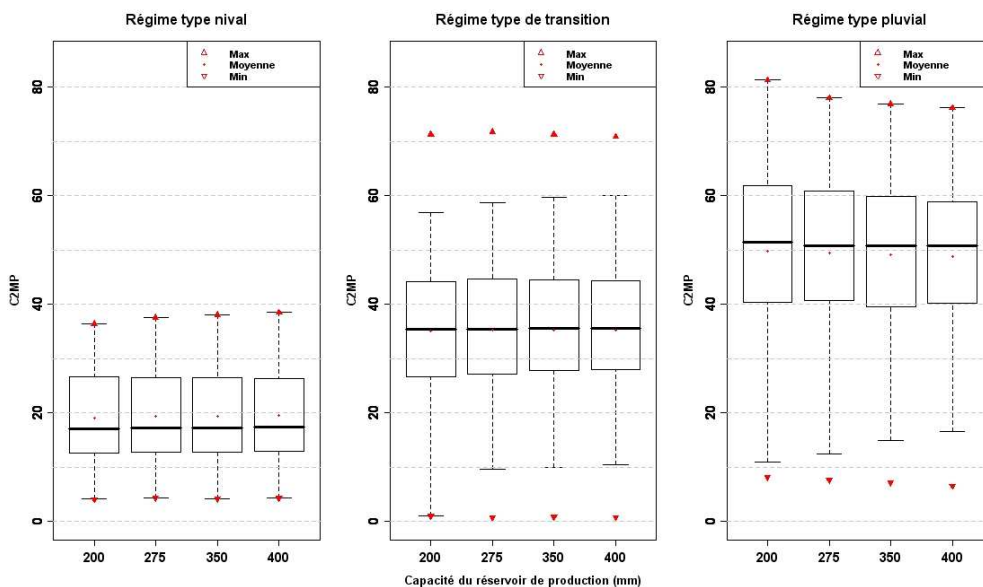 Régime type nival
Régime type de transition
Régime type pluvial
Max
Moyenne
Min
Max
Moyenne
Min
Max
Moyenne
Min
C2MP
0
20
40
60
80
200
275
350
400
C2MP
0
20
40
60
80
200
275
350
400
C2MP
0
20
40
60
80
200
275
350
400
Capacité du réservoir de production (mm)